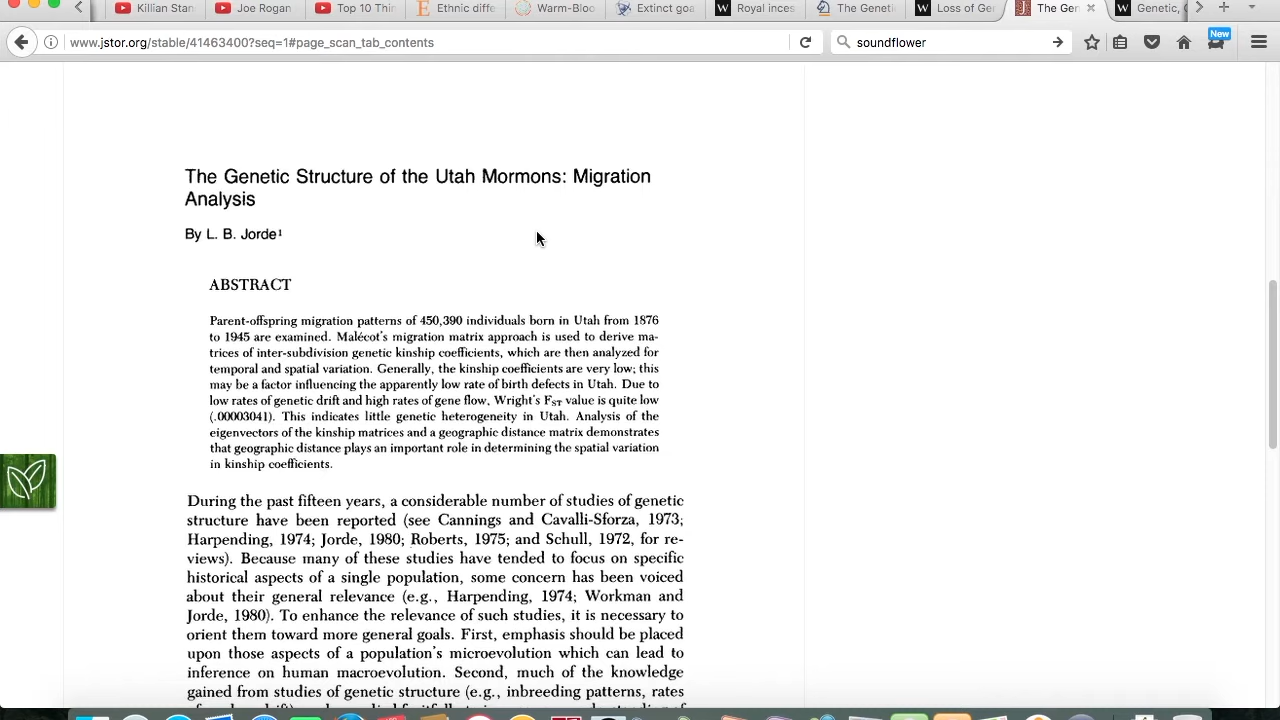 Killian Stan
Joe Rogan
Top 10 Thin
Ethnic diffe
Warm-Bloo
Extinct goa
Royal inces
The Genetic
Loss of Ge
The Gen
Genetic, 
www.jstor.org/stable/41463400?seq=1#page_scan_tab_contents
soundflower
New
The Genetic Structure of the Utah Mormons: Migration
Analysis
By L. B. Jorde¹
ABSTRACT
Parent-offspring migration patterns of 450,390 individuals born in Utah from 1876
to 1945 are examined. Malécot's migration matrix approach is used to derive ma-
trices of inter-subdivision genetic kinship coefficients, which are then analyzed for
temporal and spatial variation. Generally, the kinship coefficients are very low; this
may be a factor influencing the apparently low rate of birth defects in Utah. Due to
low rates of genetic drift and high rates of gene flow, Wright's FST value is quite low
(.00003041). This indicates little genetic heterogeneity in Utah. Analysis of the
eigenvectors of the kinship matrices and a geographic distance matrix demonstrates
that geographic distance plays an important role in determining the spatial variation
in kinship coefficients.
During the past fifteen years, a considerable number of studies of genetic
structure have been reported (see Cannings and Cavalli-Sforza, 1973;
Harpending, 1974; Jorde, 1980; Roberts, 1975; and Schull, 1972, for re-
views). Because many of these studies have tended to focus on specific
historical aspects of a single population, some concern has been voiced
about their general relevance (e.g., Harpending, 1974; Workman and
Jorde, 1980). To enhance the relevance of such studies, it is necessary to
orient them toward more general goals. First, emphasis should be placed
upon those aspects of a population's microevolution which can lead to
inference on human macroevolution. Second, much of the knowledge
gained from studies of genetic structure (e.g., inbreeding patterns, rates